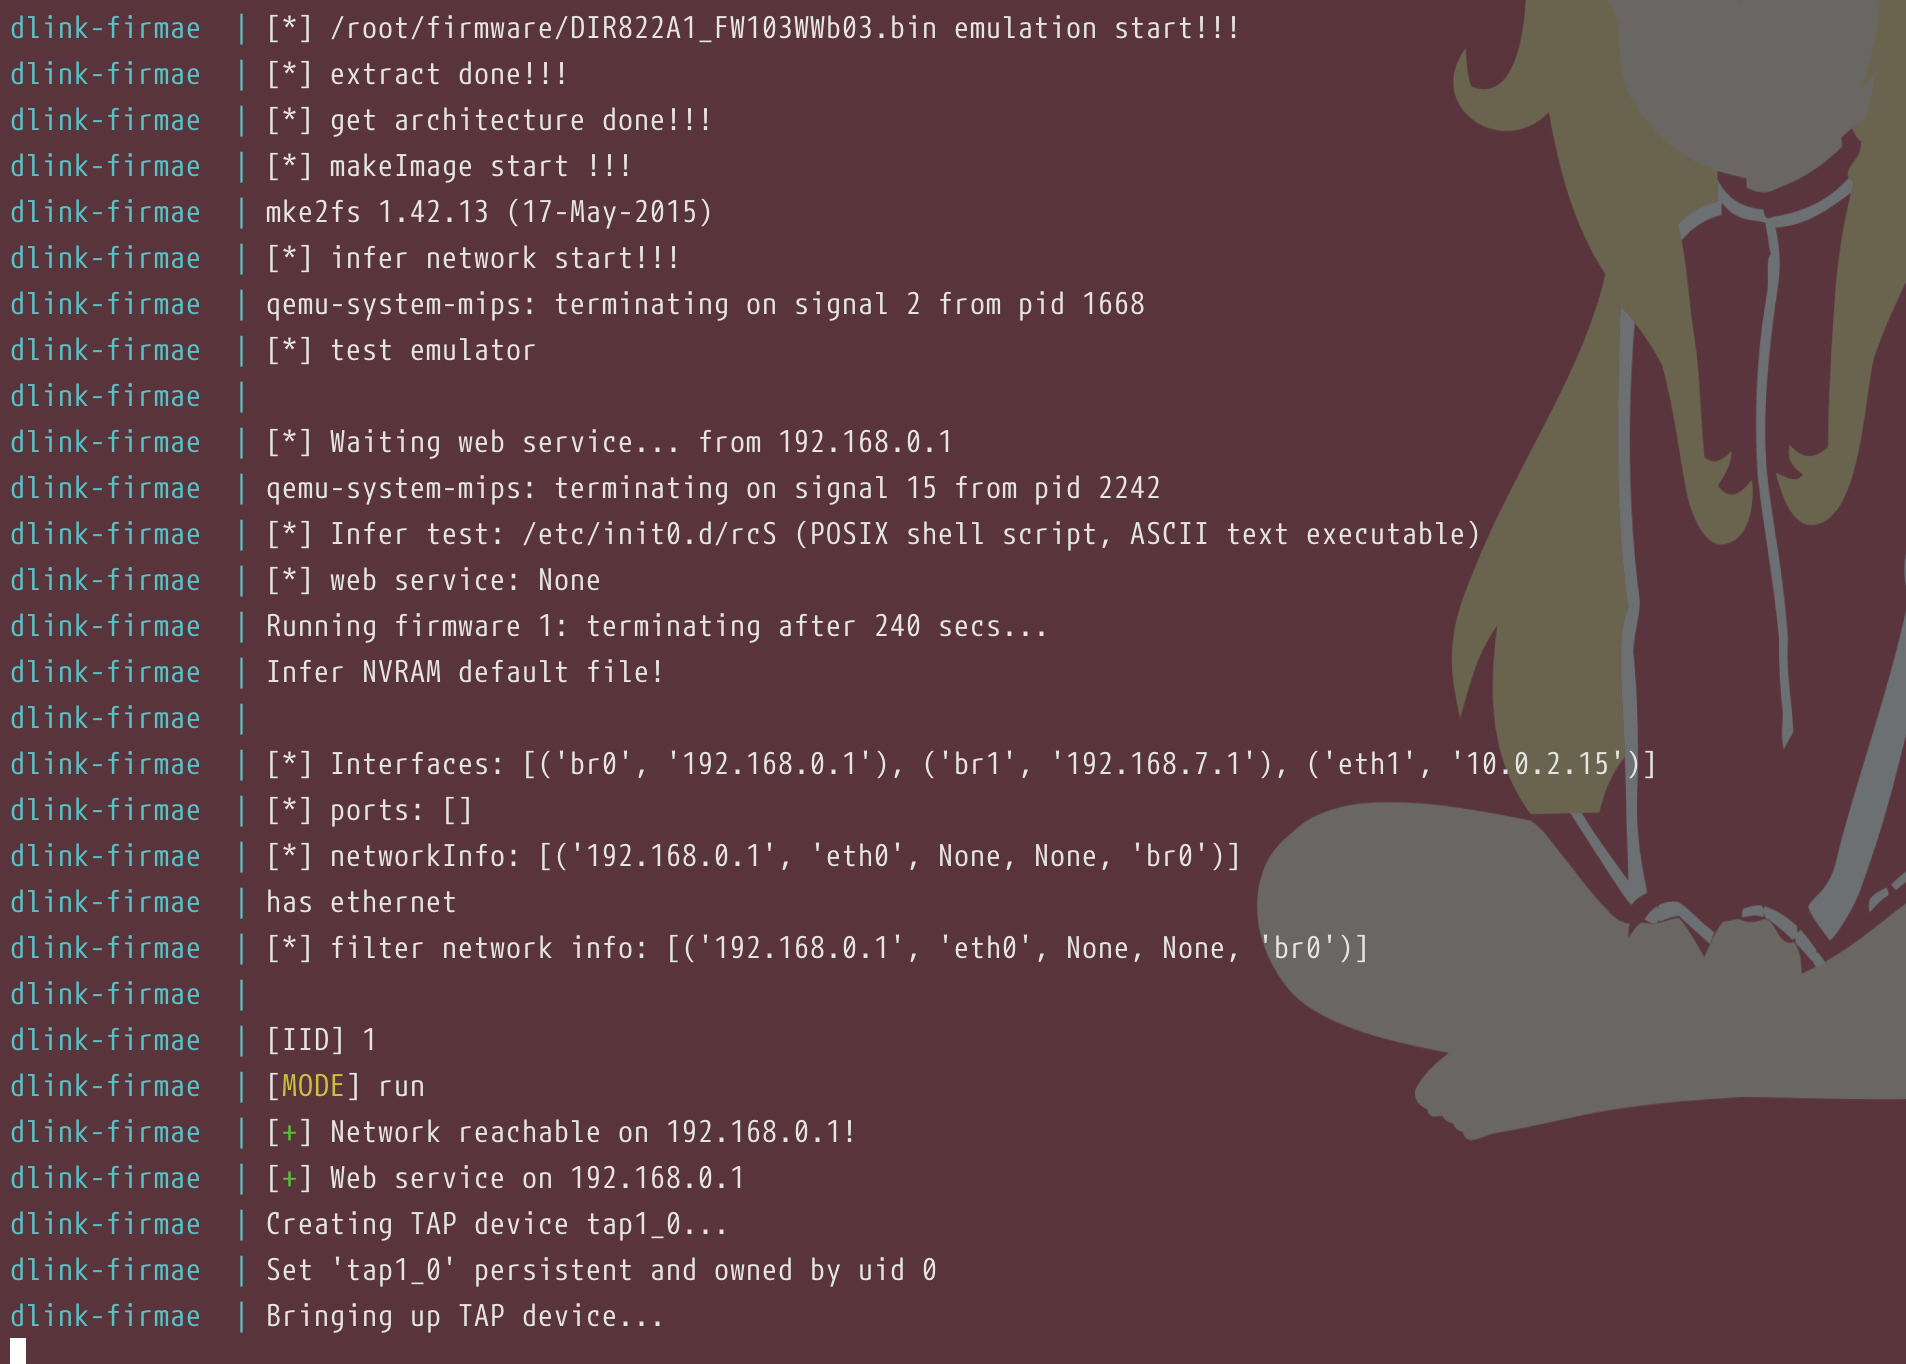 dlink-firmae | [*] /root/firmware/DIR822A1_FW103WWb03.bin emulation start!!!
dlink-firmae | [*] extract done!!!
dlink-firmae | [*] get architecture done!!!
dlink-firmae | [*] makeImage start !!!
dlink-firmae | mke2fs 1.42.13 (17-May-2015)
dlink-firmae | [*] infer network start!!!
dlink-firmae | qemu-system-mips: terminating on signal 2 from pid 1668
dlink-firmae | [*] test emulator
dlink-firmae |
dlink-firmae | [*] Waiting web service... from 192.168.0.1
dlink-firmae | qemu-system-mips: terminating on signal 15 from pid 2242
dlink-firmae | [*] Infer test: /etc/init0.d/rcS (POSIX shell script, ASCII text executable)
dlink-firmae | [*] web service: None
dlink-firmae | Running firmware 1: terminating after 240 secs...
dlink-firmae | Infer NVRAM default file!
dlink-firmae |
dlink-firmae | [*] Interfaces: [('br0', '192.168.0.1'), ('br1', '192.168.7.1'), ('eth1', '10.0.2.15')]
dlink-firmae | [*] ports: []
dlink-firmae | [*] networkInfo: [('192.168.0.1', 'eth0', None, None, 'br0')]
dlink-firmae | has ethernet
dlink-firmae | [*] filter network info: [('192.168.0.1', 'eth0', None, None, 'br0')]
dlink-firmae |
dlink-firmae | [IID] 1
dlink-firmae | [MODE] run
dlink-firmae | [+] Network reachable on 192.168.0.1!
dlink-firmae | [+] Web service on 192.168.0.1
dlink-firmae | Creating TAP device tap1_0...
dlink-firmae | Set 'tap1_0' persistent and owned by uid 0
dlink-firmae | Bringing up TAP device...